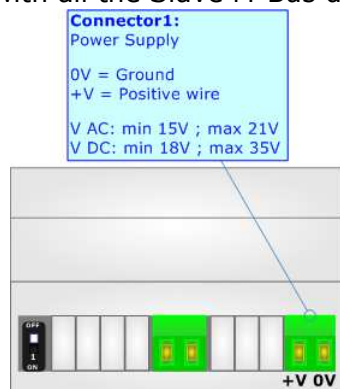 Connector1:
Power Supply
0V = Ground
+V = Positive wire
V AC: min 15V ; max 21V
V DC: min 18V ; max 35V
OFF
1
ON
+V 0V